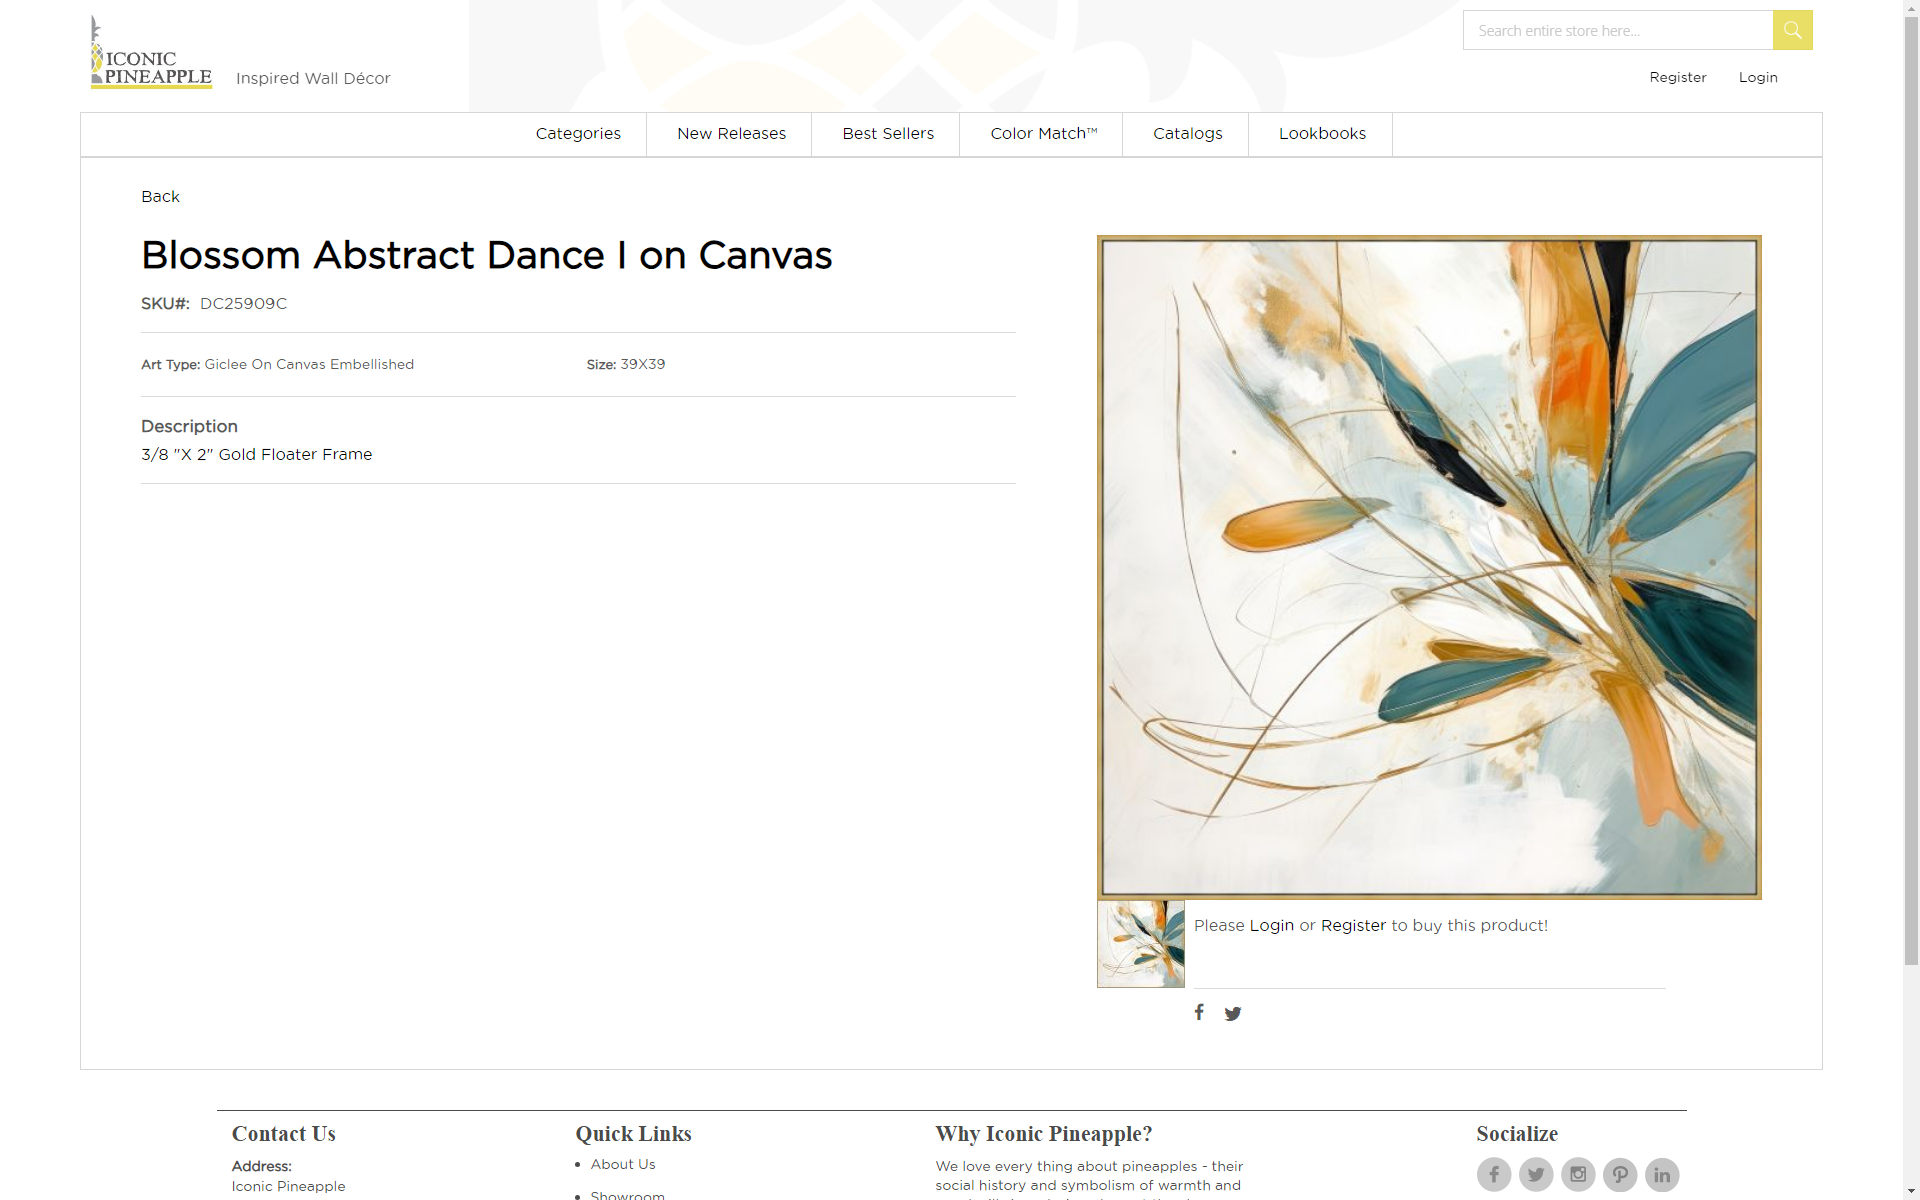 ICONIC
PINEAPPLE
Inspired Wall Décor
Search entire store here...
Register
Login
Categories
New Releases
Best Sellers
Color Match™
Catalogs
Lookbooks
Back
Blossom Abstract Dance I on Canvas
SKU#: DC25909C
Art Type: Giclee On Canvas Embellished
Size: 39X39
Description
3/8 "X 2" Gold Floater Frame
Please Login or Register to buy this product!
Contact Us
Address:
Iconic Pineapple
Quick Links
About Us
Showroom
Why Iconic Pineapple?
We love every thing about pineapples - their
social history and symbolism of warmth and
Socialize